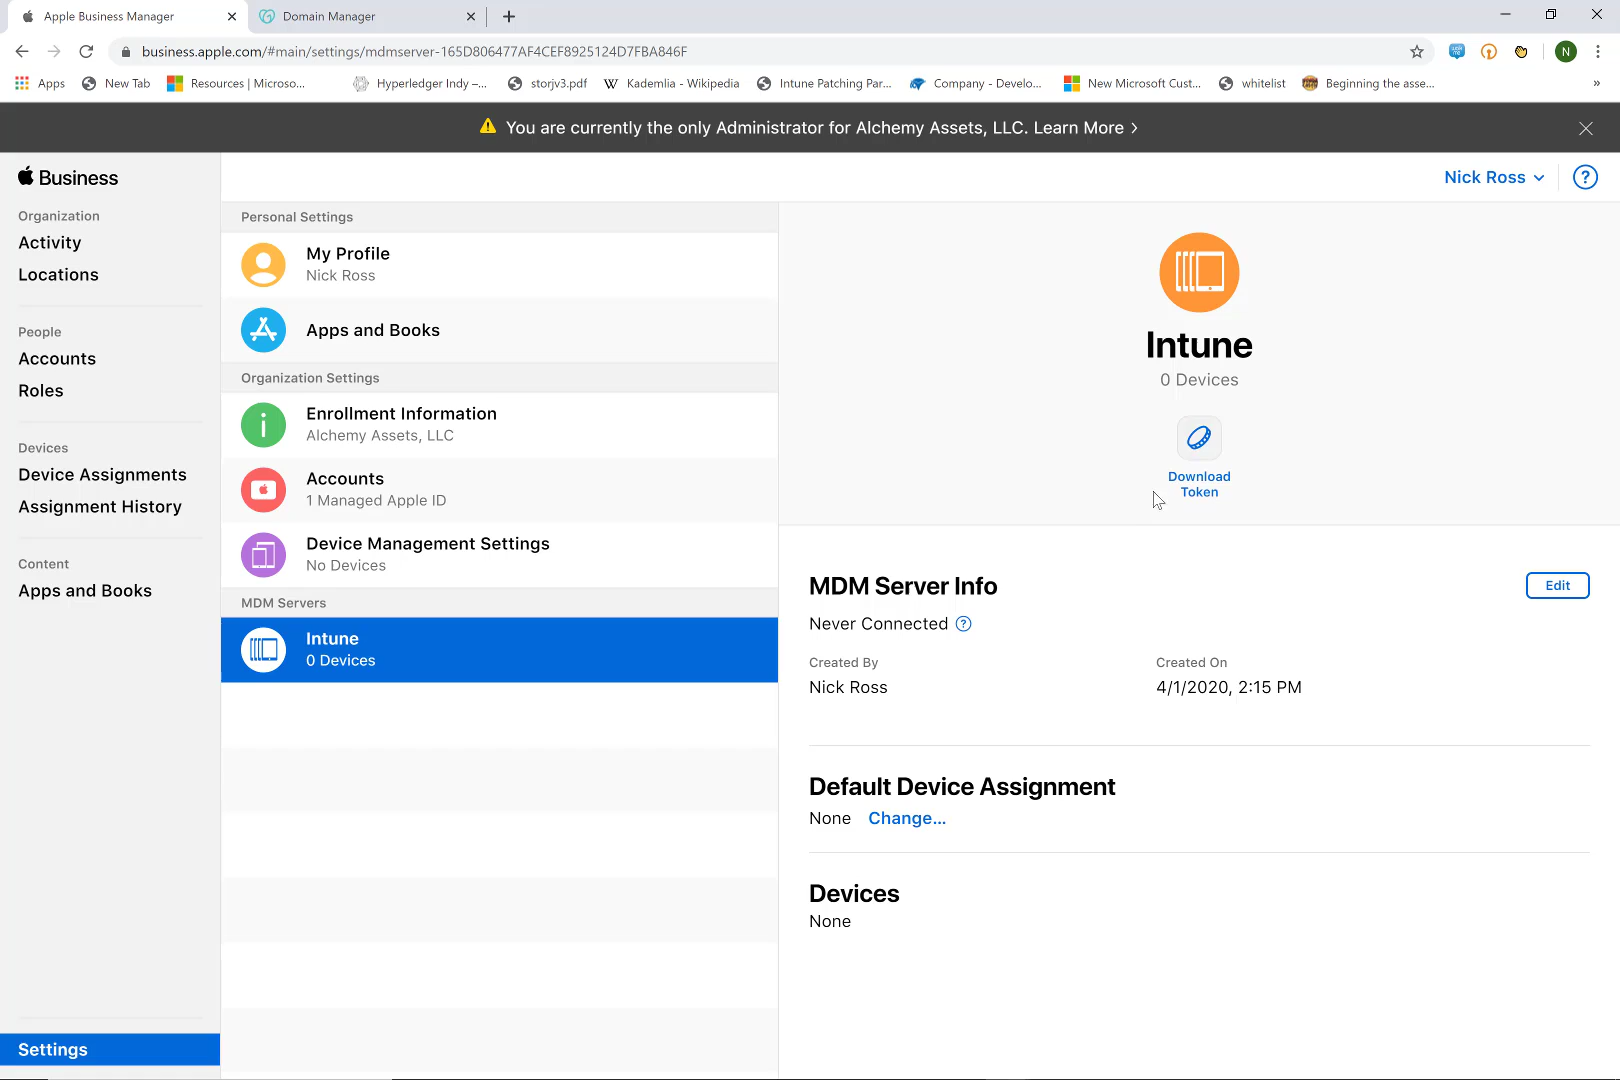 Apple Business Manager
Domain Manager
business.apple.com/#main/settings/mdmserver-165D806477AF4CEF8925124D7FBA846F
N
Apps
New Tab
Resources | Microso...
Hyperledger Indy –...
storjv3.pdf
W Kademlia - Wikipedia
Intune Patching Par...
Company - Develo...
New Microsoft Cust...
whitelist
Beginning the asse...
»
You are currently the only Administrator for Alchemy Assets, LLC. Learn More >
Business
Nick Ross
?
Organization
Activity
Locations
People
Accounts
Roles
Devices
Device Assignments
Assignment History
Content
Apps and Books
Settings
Personal Settings
My Profile
Nick Ross
Apps and Books
Organization Settings
i
Enrollment Information
Alchemy Assets, LLC
Accounts
1 Managed Apple ID
Device Management Settings
No Devices
MDM Servers
Intune
0 Devices
Intune
0 Devices
Download
Token
MDM Server Info
Edit
Never Connected ?
Created By
Nick Ross
Created On
4/1/2020, 2:15 PM
Default Device Assignment
None Change...
Devices
None